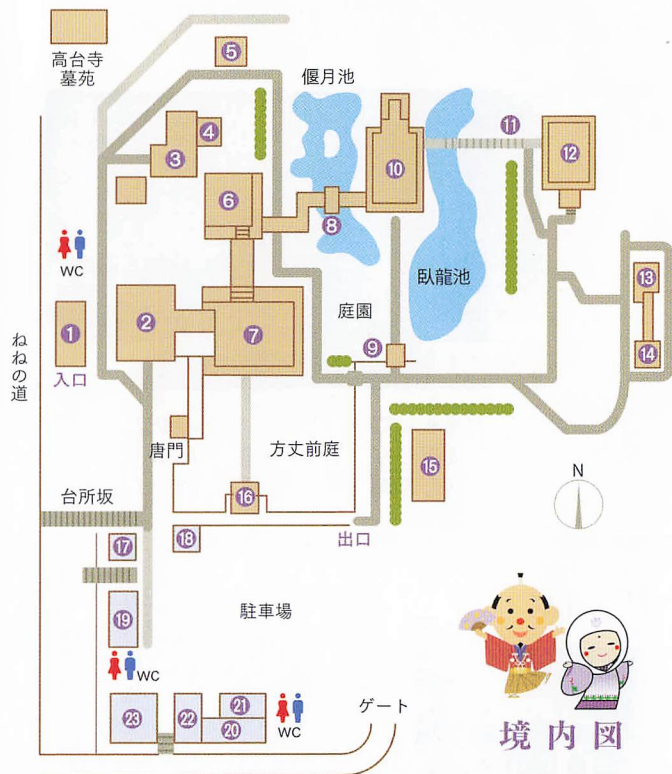 高台寺
墓苑
5
偃月池
4
11
3
12
10
6
8
WC
臥龍池
13
庭園
1
2
7
9
14
ねねの道
入口
唐門
方丈前庭
15
N
16
台所坂
17
18
出口
19
駐車場
WC
21
ゲート
23
22
20
WC
境内図